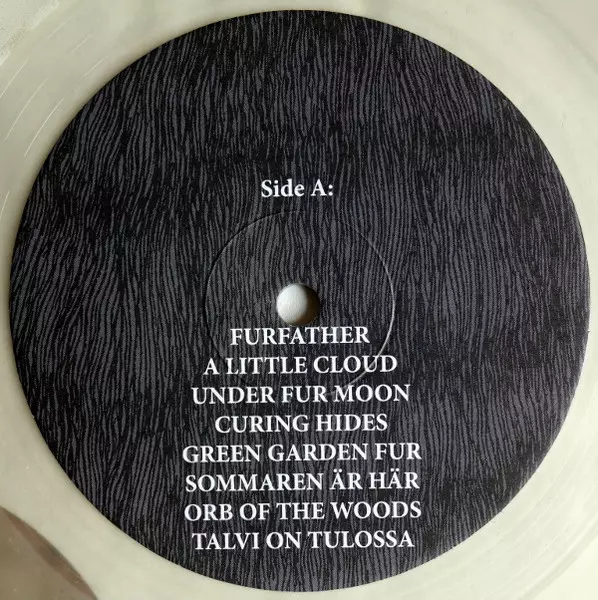 Side A:
FURFATHER
A LITTLE CLOUD
UNDER FUR MOON
CURING HIDES
GREEN GARDEN FUR
SOMMAREN ÄR HÄR
ORB OF THE WOODS
TALVI ON TULOSSA